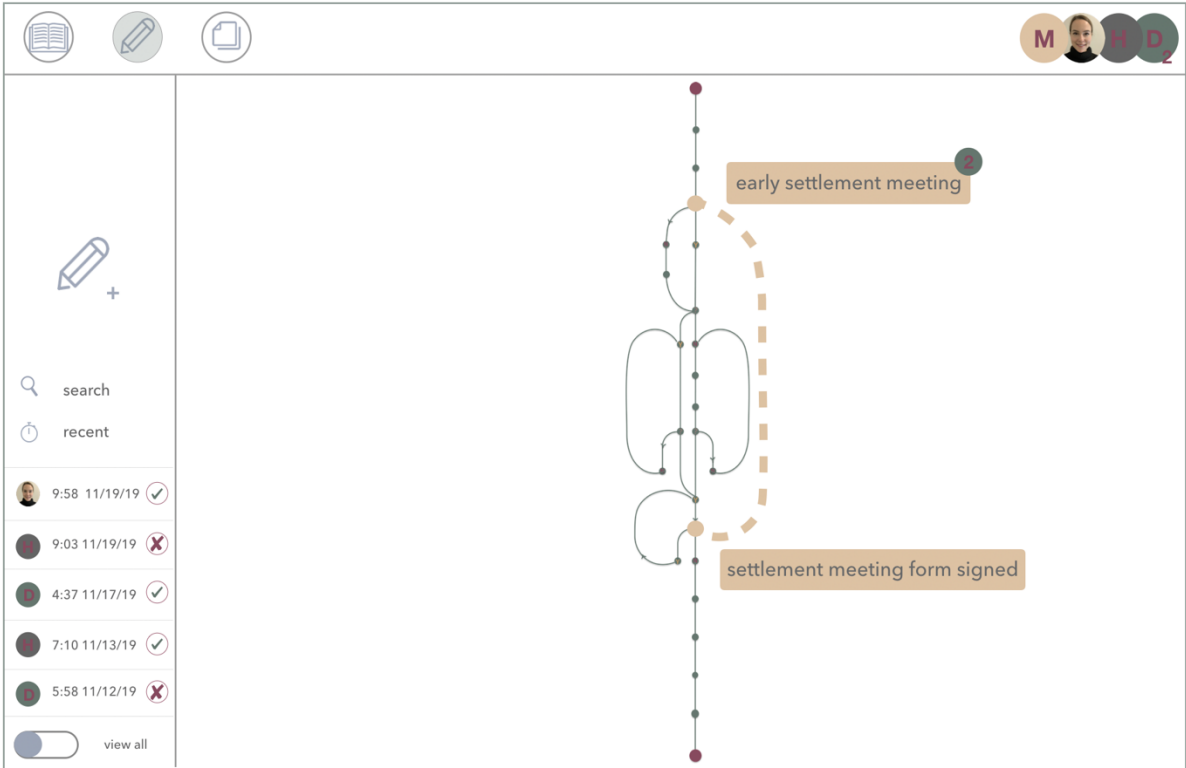 M H D
2
2
early settlement meeting
search
recent
9:58 11/19/19
H 9:03 11/19/19
D 4:37 11/17/19
settlement meeting form signed
H 7:10 11/13/19
D 5:58 11/12/19
view all